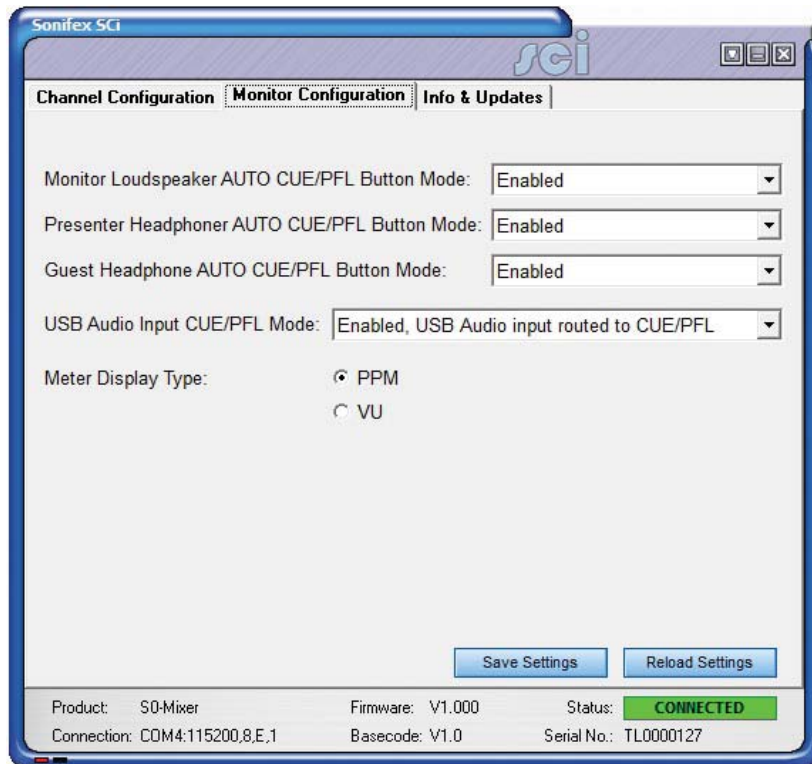 Sonifex SCi
sci
Channel Configuration Monitor Configuration Info & Updates
Monitor Loudspeaker AUTO CUE/PFL Button Mode: Enabled
Presenter Headphoner AUTO CUE/PFL Button Mode: Enabled
Guest Headphone AUTO CUE/PFL Button Mode: Enabled
USB Audio Input CUE/PFL Mode: Enabled, USB Audio input routed to CUE/PFL
Meter Display Type: PPM
VU
Save Settings Reload Settings
Product: S0-Mixer Firmware: V1.000 Status: CONNECTED
Connection: COM4:115200,8,E,1 Basecode: V1.0 Serial No.: TL0000127